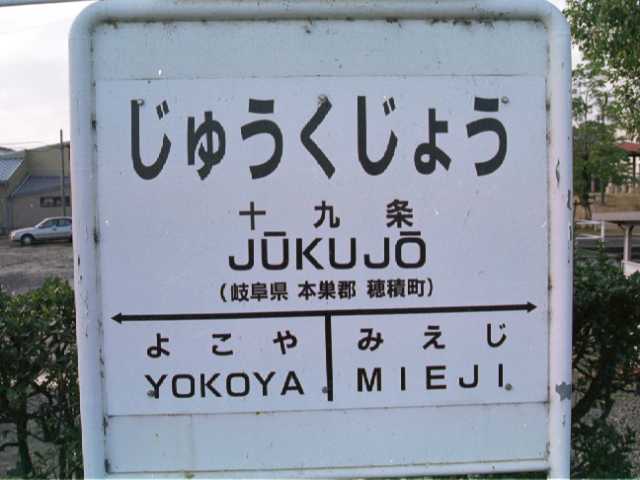 じゅうくじょう
十九条
JŪKUJŌ
(岐阜県 本巣郡 穂積町)
よこや みえじ
YOKOYA MIEJI